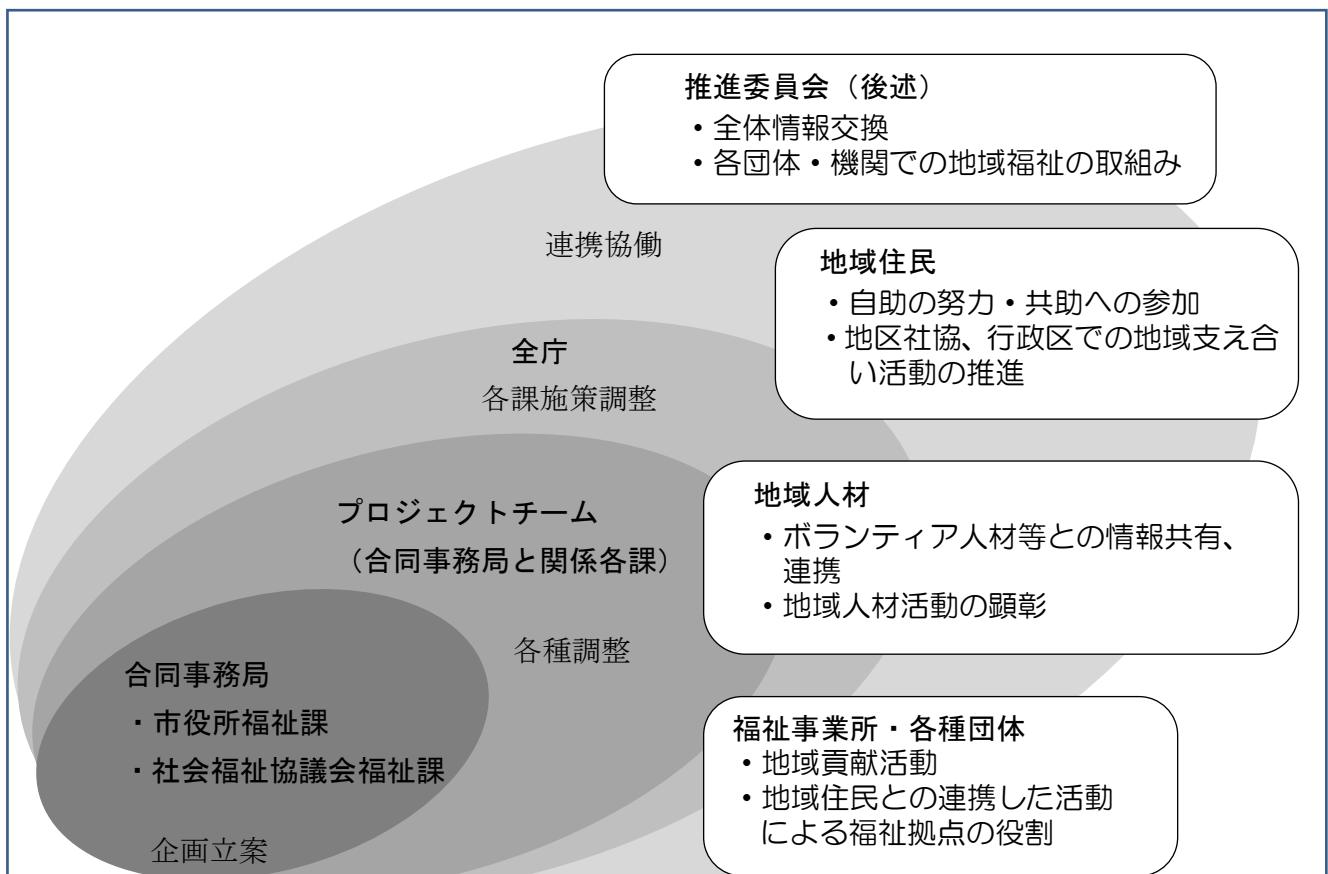 推進委員会（後述）
・全体情報交換
・各団体・機関での地域福祉の取組み
連携協働
地域住民
・自助の努力・共助への参加
・地区社協、行政区での地域支え合
い活動の推進
全庁
各課施策調整
地域人材
・ボランティア人材等との情報共有、
連携
・地域人材活動の顕彰
プロジェクトチーム
（合同事務局と関係各課）
各種調整
合同事務局
・市役所福祉課
・社会福祉協議会福祉課
企画立案
福祉事業所・各種団体
・地域貢献活動
・地域住民との連携した活動
による福祉拠点の役割